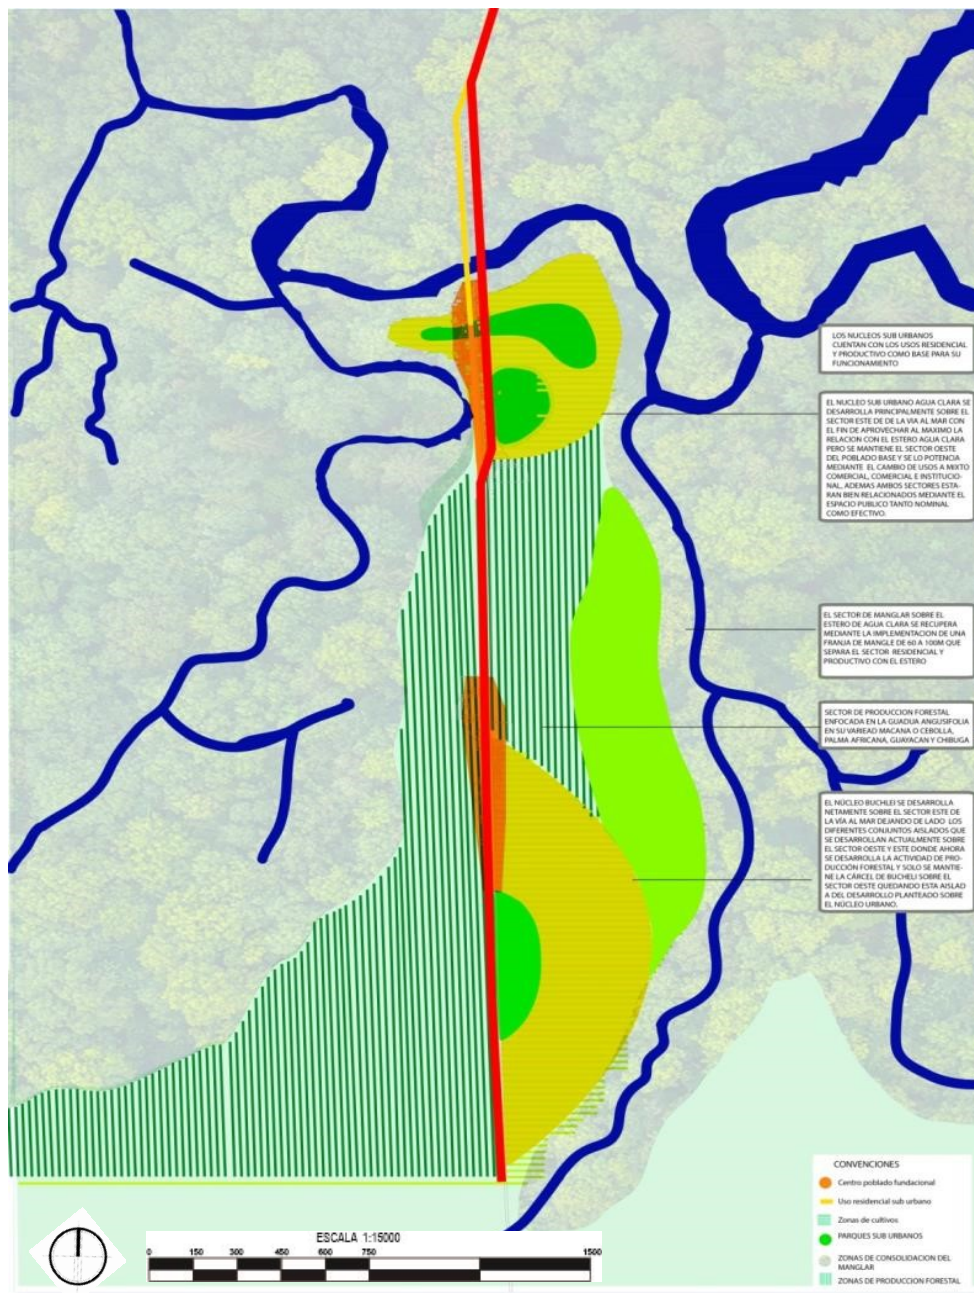 LOS NUCLEOS SUB URBANOS
CUENTAN CON LOS USOS RESIDENCIAL
Y PRODUCTIVO COMO BASE PARA SU
FUNCIONAMIENTO
EL NUCLEO SUB URBANO AGUA CLARA SE
DESARROLLA PRINCIPALMENTE SOBRE EL
SECTOR ESTE DE DE LA VIA AL MAR CON
EL FIN DE APROVECHAR AL MAXIMO LA
RELACION CON EL ESTERO AGUA CLARA
PERO SE MANTIENE EL SECTOR OESTE
DEL POBLADO BASE Y SE LO POTENCIA
MEDIANTE EL CAMBIO DE USOS A MIXTO
COMERCIAL, COMERCIAL E INSTITUCIO-
NAL, ADEMAS AMBOS SECTORES ESTA-
RAN BIEN RELACIONADOS MEDIANTE EL
ESPACIO PUBLICO TANTO NOMINAL
COMO EFECTIVO.
EL SECTOR DE MANGLAR SOBRE EL
ESTERO DE AGUA CLARA SE RECUPERA
MEDIANTE LA IMPLEMENTACION DE UNA
FRANJA DE MANGLE DE 60 A 100M QUE
SEPARA EL SECTOR RESIDENCIAL Y
PRODUCTIVO CON EL ESTERO
SECTOR DE PRODUCCION FORESTAL
ENFOCADA EN LA GUADUA ANGUSIFOLIA
EN SU VARIEAD MACANA O CEBOLLA,
PALMA AFRICANA, GUAYACAN Y CHIBUGA
EL NÚCLEO BUCHLEI SE DESARROLLA
NETAMENTE SOBRE EL SECTOR ESTE DE
LA VÍA AL MAR DEJANDO DE LADO LOS
DIFERENTES CONJUNTOS AISLADOS QUE
SE DESARROLLAN ACTUALMENTE SOBRE
EL SECTOR OESTE Y ESTE DONDE AHORA
SE DESARROLLA LA ACTIVIDAD DE PRO-
DUCCIÓN FORESTAL Y SOLO SE MANTIE-
NE LA CÁRCEL DE BUCHELI SOBRE EL
SECTOR OESTE QUEDANDO ESTA AISLAD
A DEL DESARROLLO PLANTEADO SOBRE
EL NÚCLEO URBANO.
CONVENCIONES
Centro poblado fundacional
Uso residencial sub urbano
Zonas de cultivos
PARQUES SUB URBANOS
ZONAS DE CONSOLIDACION DEL
MANGLAR
ZONAS DE PRODUCCION FORESTAL
ESCALA 1:15000
0 150 300 450 600 750 1500